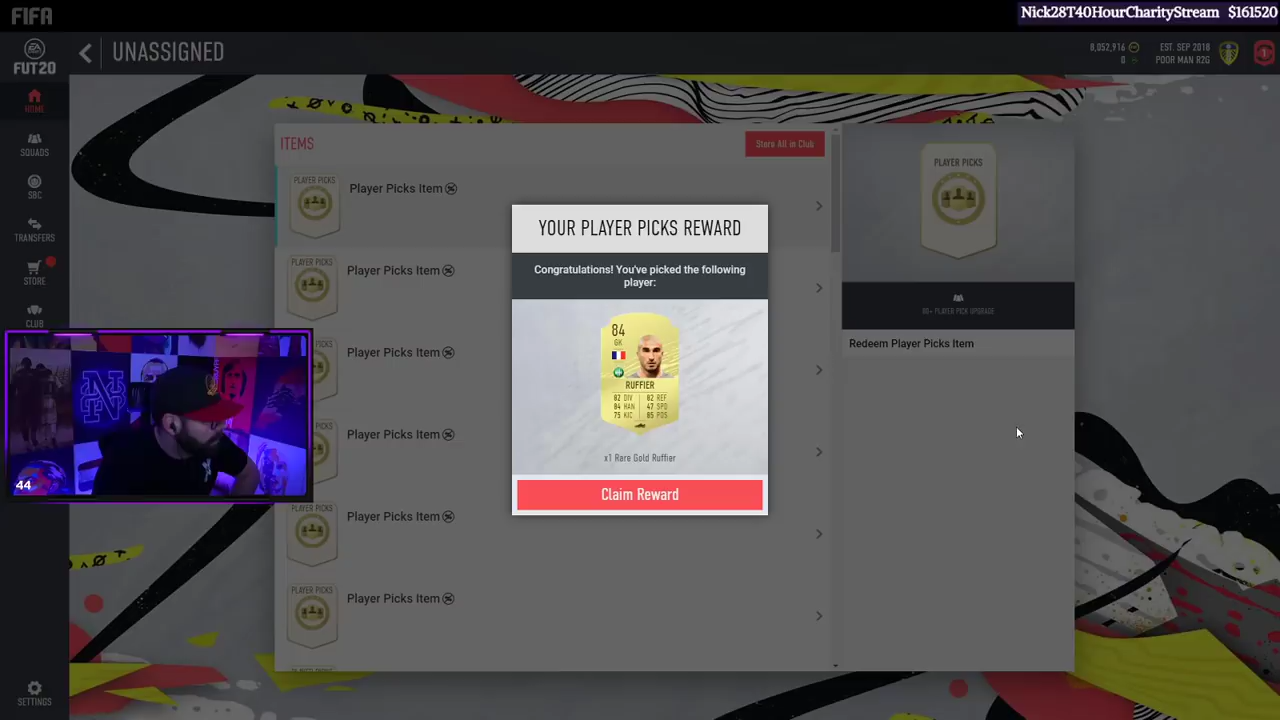 FIFA
Nick28T40HourCharityStream $161520
FUT20
UNASSIGNED
8,052,916
0
EST. SEP 2018
POOR MAN R2G
1
HOME
SQUADS
SBC
TRANSFERS
STORE
CLUB
SETTINGS
ITEMS
Store All in Club
PLAYER PICKS
Player Picks Item
PLAYER PICKS
Player Picks Item
Player Picks Item
Player Picks Item
PLAYER PICKS
Player Picks Item
PLAYER PICKS
Player Picks Item
PLAYER PICKS
80+ PLAYER PICK UPGRADE
Redeem Player Picks Item
YOUR PLAYER PICKS REWARD
Congratulations! You've picked the following
player:
84
GK
RUFFIER
82 DIV 82 REF
84 HAN 47 SPD
75 KIC 85 POS
x1 Rare Gold Ruffier
Claim Reward
44